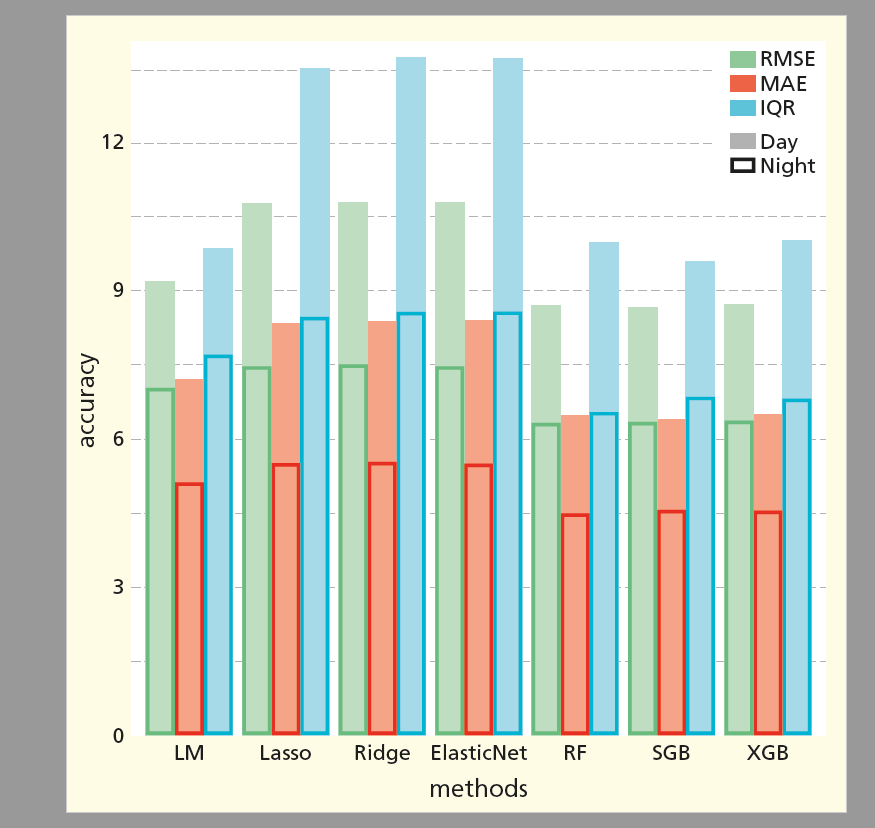 RMSE
MAE
IQR
Day
Night
12
9
6
3
0
accuracy
LM Lasso Ridge ElasticNet RF SGB XGB
methods